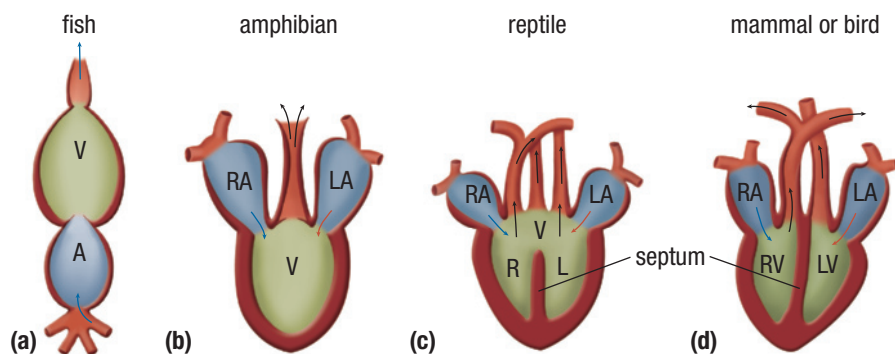 fish
amphibian
reptile
mammal or bird
V
A
(a)
RA
LA
V
(b)
RA
LA
V
R
L
(c)
septum
RA
LA
RV
LV
(d)